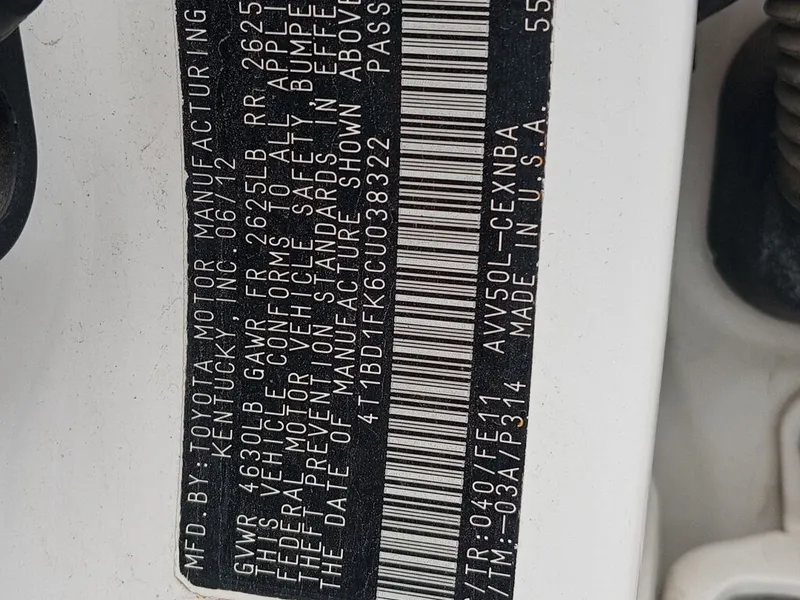 MFD. BY: TOYOTA MOTOR MANUFACTURING
KENTUCKY, INC. 06/12
GVWR 4630LB GAWR FR 2625LB RR 2625
THIS VEHICLE CONFORMS TO ALL APPLI
FEDERAL MOTOR VEHICLE SAFETY, BUMPE
THEFT PREVENTION STANDARDS IN EFFE
THE DATE OF MANUFACTURE SHOWN ABOVE
4T1BD1FK6CU038322 PASS
/TR:040/FE11 AVV50L-CEXNBA 55
/TM:-03A/P314 MADE IN U.S.A.